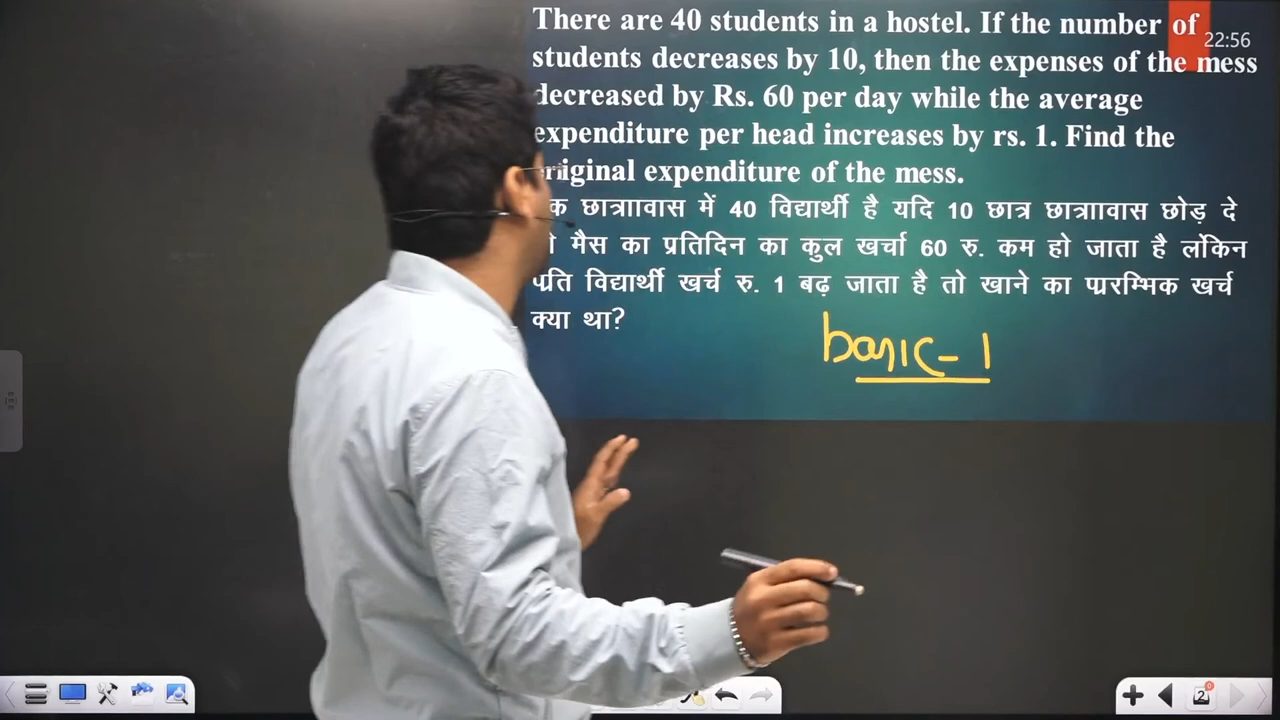 There are 40 students in a hostel. If the number of
22:56
students decreases by 10, then the expenses of the mess
decreased by Rs. 60 per day while the average
expenditure per head increases by rs. 1. Find the
original expenditure of the mess.
छात्राावास में 40 विद्यार्थी है यदि 10 छात्र छात्राावास छोड़ दे
मैस का प्रतिदिन का कुल खर्चा 60 रु. कम हो जाता है लेकिन
प्रति विद्यार्थी खर्च रु. 1 बढ़ जाता है तो खाने का प्रारम्भिक खर्च
क्या था?
basic - 1
2